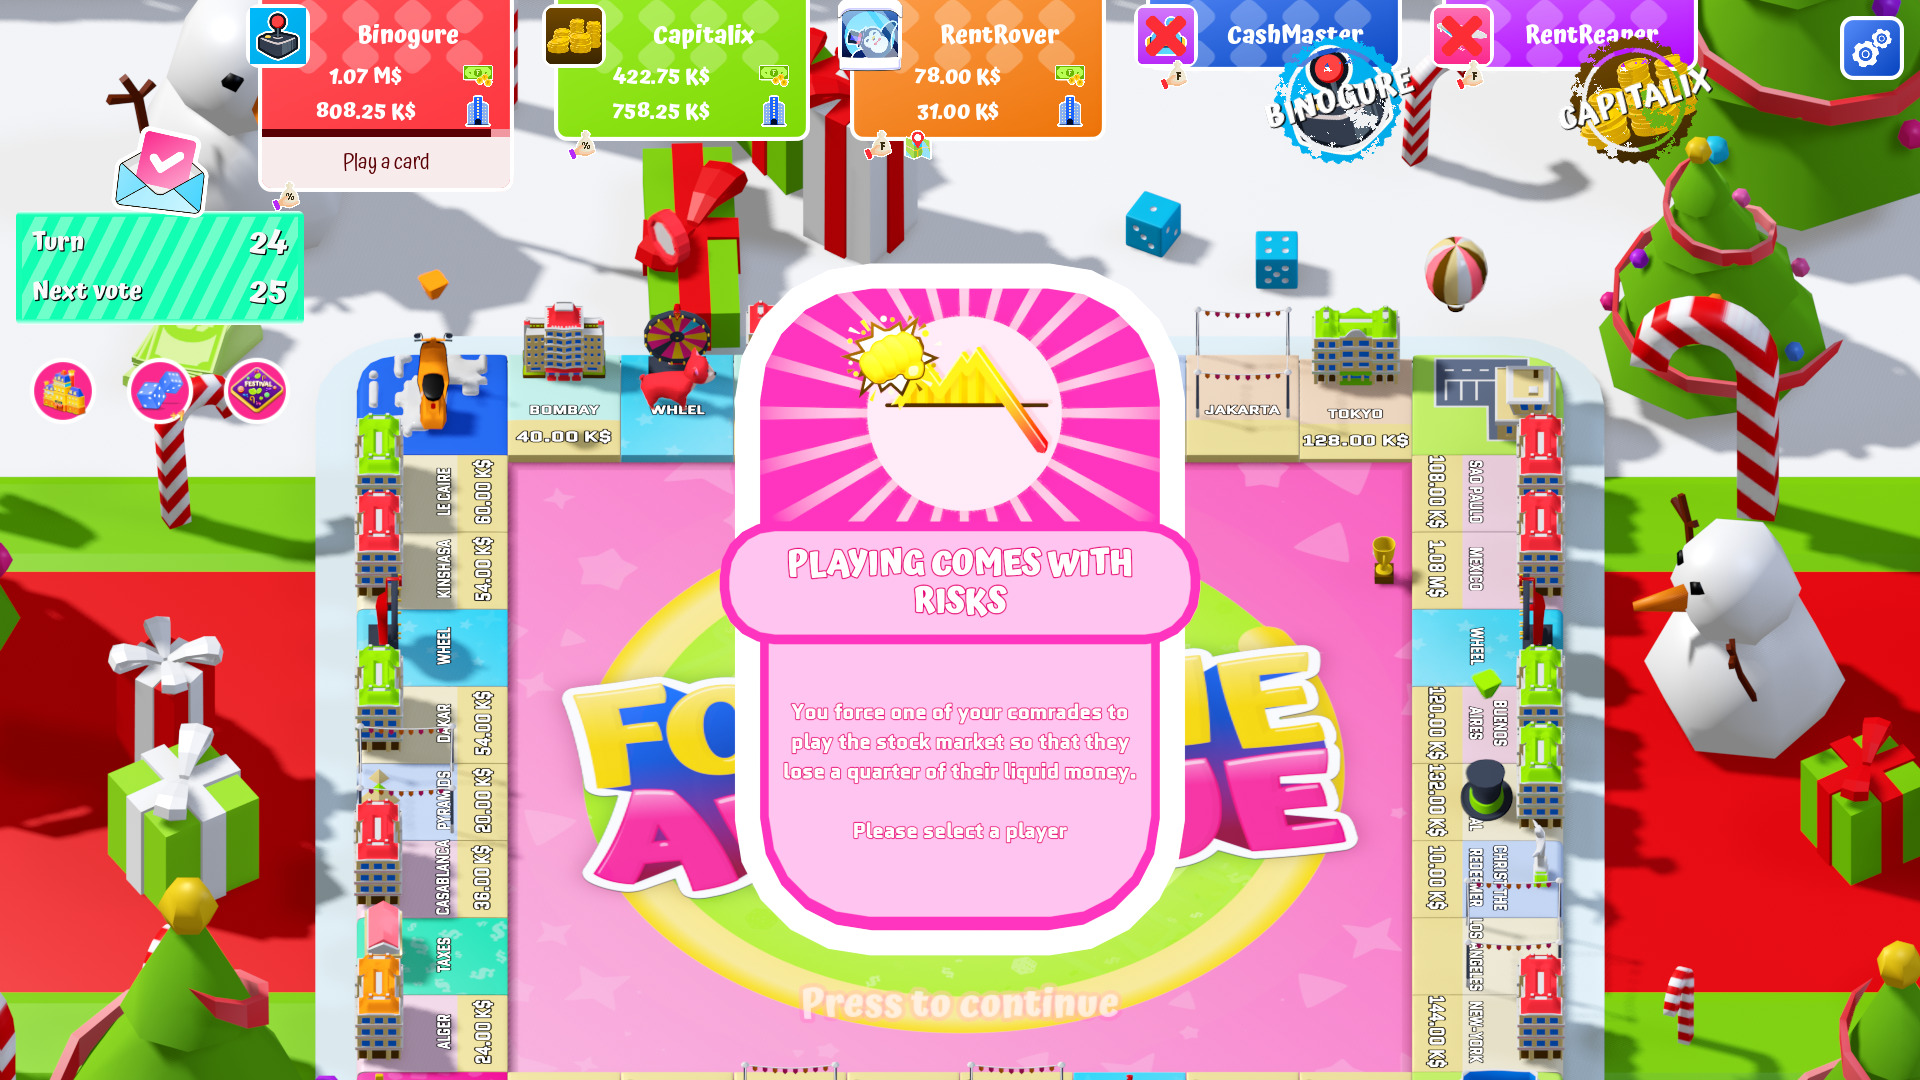 Binogure
1.07 M$
808.25 K$
Play a card
Capitalix
422.75 K$
758.25 K$
RentRover
78.00 K$
31.00 K$
CashMaster
BINOGURE
RentReaper
CAPITALIX
Turn 24
Next vote 25
FESTIVAL
BOMBAY
40.00 K$
WHEEL
JAKARTA
TOKYO
128.00 K$
LE CAIRE
60.00 K$
KINSHASA
54.00 K$
WHEEL
DAKAR
54.00 K$
PYRAMIDS
20.00 K$
CASABLANCA
36.00 K$
TAXES
ALGER
24.00 K$
SAO PAULO
108.00 K$
MEXICO
1.08 M$
WHEEL
BUENOS
AIRES
120.00 K$
132.00 K$
CHRIST THE
REDEEMER
10.00 K$
LOS ANGELES
NEW-YORK
144.00 K$
PLAYING COMES WITH
RISKS
You force one of your comrades to
play the stock market so that they
lose a quarter of their liquid money.
Please select a player
Press to continue